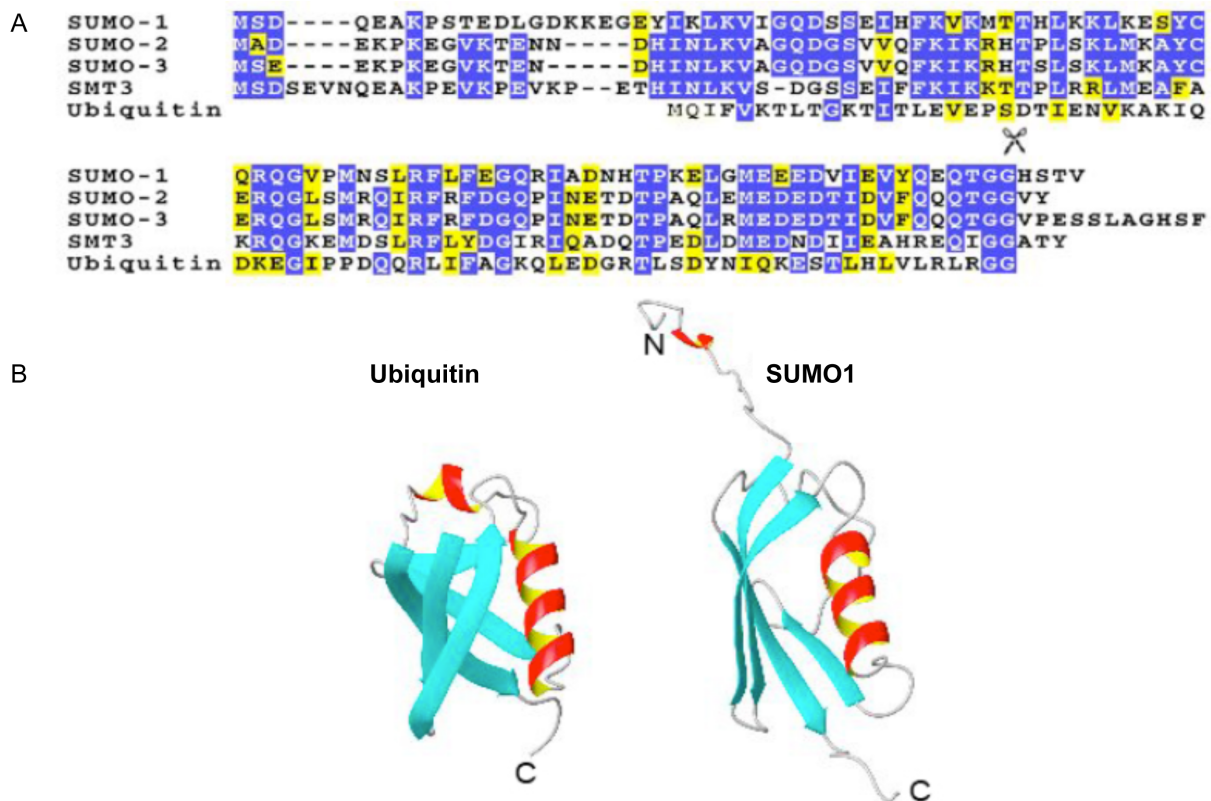 A
SUMO-1 MSD----QEAKPSTEDLGDKKEGEYIKLKVIGQDSSEIHFKVKMTTHLKKLKESYC
SUMO-2 MAD----EKPKEGVKTENN----DHINLKVAGQDGSVVQFKIKRHTPLSKLMKAYC
SUMO-3 MSE----EKPKEGVKTEN-----DHINLKVAGQDGSVVQFKIKRHTSLSKLMKAYC
SMT3 MSDSEVNQEAKPEVKPEVKP--ETHINLKVS-DGSSEIFFKIKKTTPLRRLMEAFA
Ubiquitin MQIFVKTLTGKTITLEVEPSDTIENVKAKIQ
SUMO-1 QRQGVPMNSLRFLFEGQRIADNHTPKELGMEEEDVIEVYQEQTGGHSTV
SUMO-2 ERQGLSMRQIRFRFDGQPINETDTPAQLEMEDEDTIDVFQQQTGGVY
SUMO-3 ERQGLSMRQIRFRFDGQPINETDTPAQLRMEDEDTIDVFQQQTGGVPESSLAGHSF
SMT3 KRQGKEMDSLRFLYDGIRIQADQTPEDLDMEDNDIIEAHREQIGGATY
Ubiquitin DKEGIPPDQQRLIFAGKQLEDGRTLSDYNIQKESTLHLVLRLRGG
B
Ubiquitin
SUMO1
N
C
C